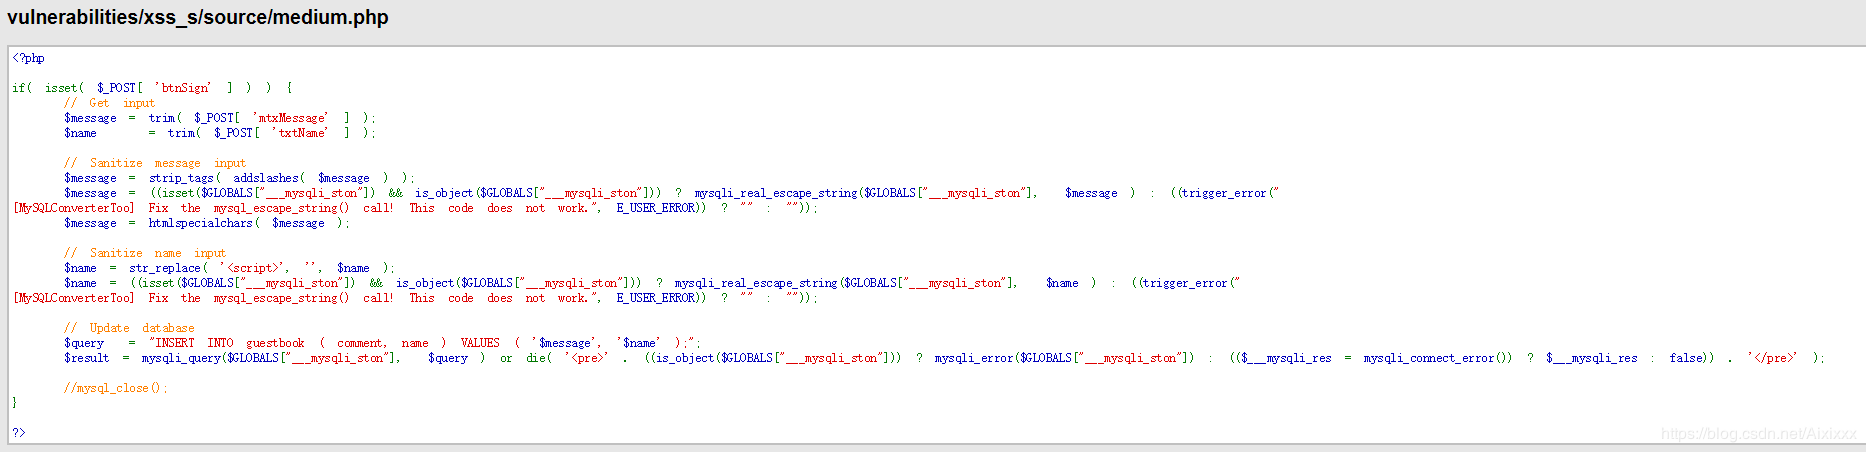 vulnerabilities/xss_s/source/medium.php
<?php
if( isset( $_POST[ 'btnSign' ] ) ) {
// Get input
$message = trim( $_POST[ 'mtxMessage' ] );
$name = trim( $_POST[ 'txtName' ] );
// Sanitize message input
$message = strip_tags( addslashes( $message ) );
$message = ((isset($GLOBALS["___mysqli_ston"]) && is_object($GLOBALS["___mysqli_ston"])) ? mysqli_real_escape_string($GLOBALS["___mysqli_ston"], $message ) : ((trigger_error("
[MySQLConverterToo] Fix the mysql_escape_string() call! This code does not work.", E_USER_ERROR)) ? "" : ""));
$message = htmlspecialchars( $message );
// Sanitize name input
$name = str_replace( '<script>', '', $name );
$name = ((isset($GLOBALS["___mysqli_ston"]) && is_object($GLOBALS["___mysqli_ston"])) ? mysqli_real_escape_string($GLOBALS["___mysqli_ston"], $name ) : ((trigger_error("
[MySQLConverterToo] Fix the mysql_escape_string() call! This code does not work.", E_USER_ERROR)) ? "" : ""));
// Update database
$query = "INSERT INTO guestbook ( comment, name ) VALUES ( '$message', '$name' );";
$result = mysqli_query($GLOBALS["___mysqli_ston"], $query ) or die( '<pre>' . ((is_object($GLOBALS["___mysqli_ston"])) ? mysqli_error($GLOBALS["___mysqli_ston"]) : (($___mysqli_res = mysqli_connect_error()) ? $___mysqli_res : false)) . '</pre>' );
//mysql_close();
}
?>
https://blog.csdn.net/Aixixxx